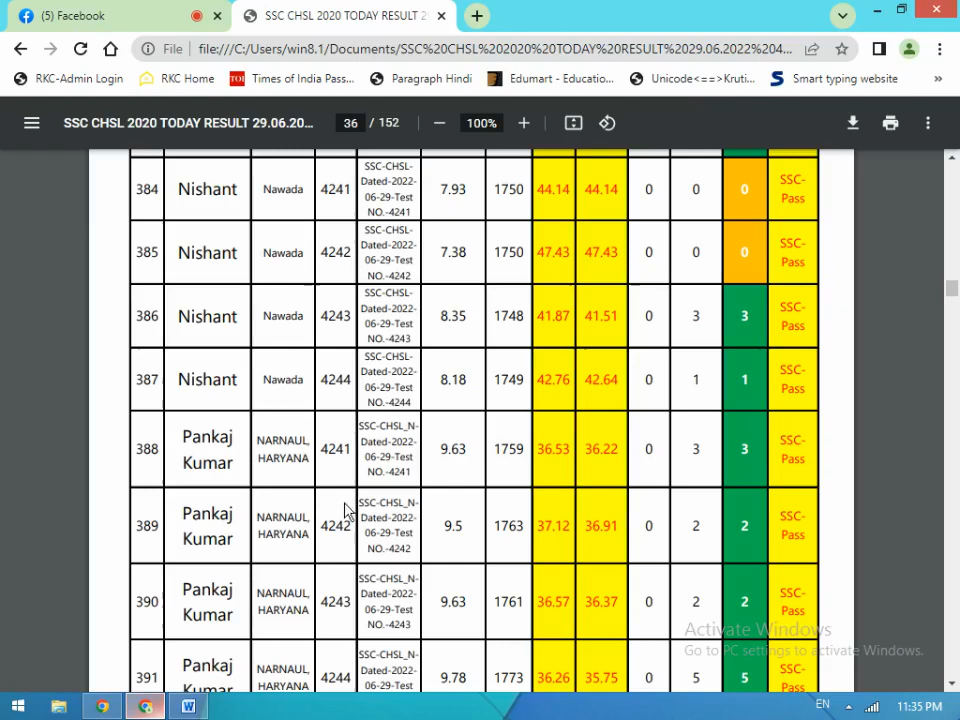 (5) Facebook
SSC CHSL 2020 TODAY RESULT 2
File file:///C:/Users/win8.1/Documents/SSC%20CHSL%202020%20TODAY%20RESULT%2029.06.2022%204...
RKC-Admin Login RKC Home TOI Times of India Pass... Paragraph Hindi Edumart - Educatio... Unicode<==>Kruti... Smart typing website »
SSC CHSL 2020 TODAY RESULT 29.06.20... 36 / 152 100%
384 Nishant Nawada 4241 SSC-CHSL-
Dated-2022-
06-29-Test
NO.-4241 7.93 1750 44.14 44.14 0 0 0 SSC-
Pass
385 Nishant Nawada 4242 SSC-CHSL-
Dated-2022-
06-29-Test
NO.-4242 7.38 1750 47.43 47.43 0 0 0 SSC-
Pass
386 Nishant Nawada 4243 SSC-CHSL-
Dated-2022-
06-29-Test
NO.-4243 8.35 1748 41.87 41.51 0 3 3 SSC-
Pass
387 Nishant Nawada 4244 SSC-CHSL-
Dated-2022-
06-29-Test
NO.-4244 8.18 1749 42.76 42.64 0 1 1 SSC-
Pass
388 Pankaj
Kumar NARNAUL,
HARYANA 4241 SSC-CHSL_N-
Dated-2022-
06-29-Test
NO.-4241 9.63 1759 36.53 36.22 0 3 3 SSC-
Pass
389 Pankaj
Kumar NARNAUL,
HARYANA 4242 SSC-CHSL_N-
Dated-2022-
06-29-Test
NO.-4242 9.5 1763 37.12 36.91 0 2 2 SSC-
Pass
390 Pankaj
Kumar NARNAUL,
HARYANA 4243 SSC-CHSL_N-
Dated-2022-
06-29-Test
NO.-4243 9.63 1761 36.57 36.37 0 2 2 SSC-
Pass
391 Pankaj
Kumar NARNAUL,
HARYANA 4244 SSC-CHSL_N-
Dated-2022-
06-29-Test 9.78 1773 36.26 35.75 0 5 5 SSC-
Pass
Activate Windows
Go to PC settings to activate Windows.
EN 11:35 PM